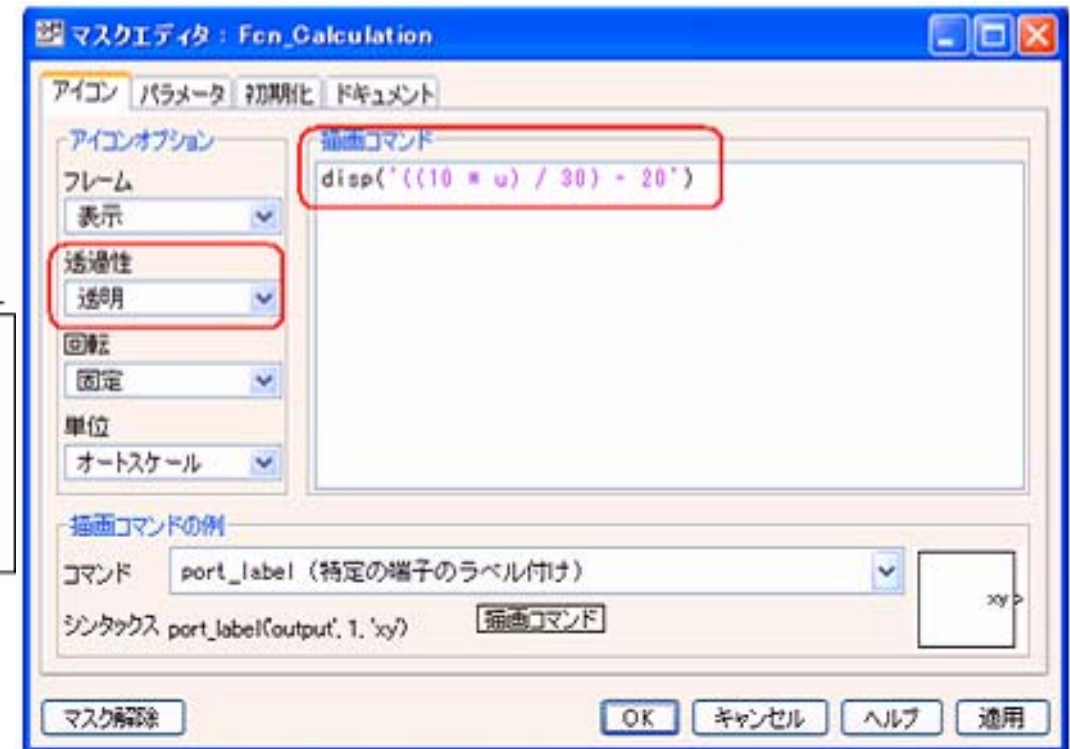 マスクエディタ : Fcn_Calculation
アイコン パラメータ 初期化 ドキュメント
アイコンオプション
フレーム
表示
透過性
透明
回転
固定
単位
オートスケール
描画コマンド
disp('((10 * u) / 30) - 20')
描画コマンドの例
コマンド port_label (特定の端子のラベル付け)
シンタックス port_label('output', 1, 'xy')
描画コマンド
xy >
マスク解除 OK キャンセル ヘルプ 適用